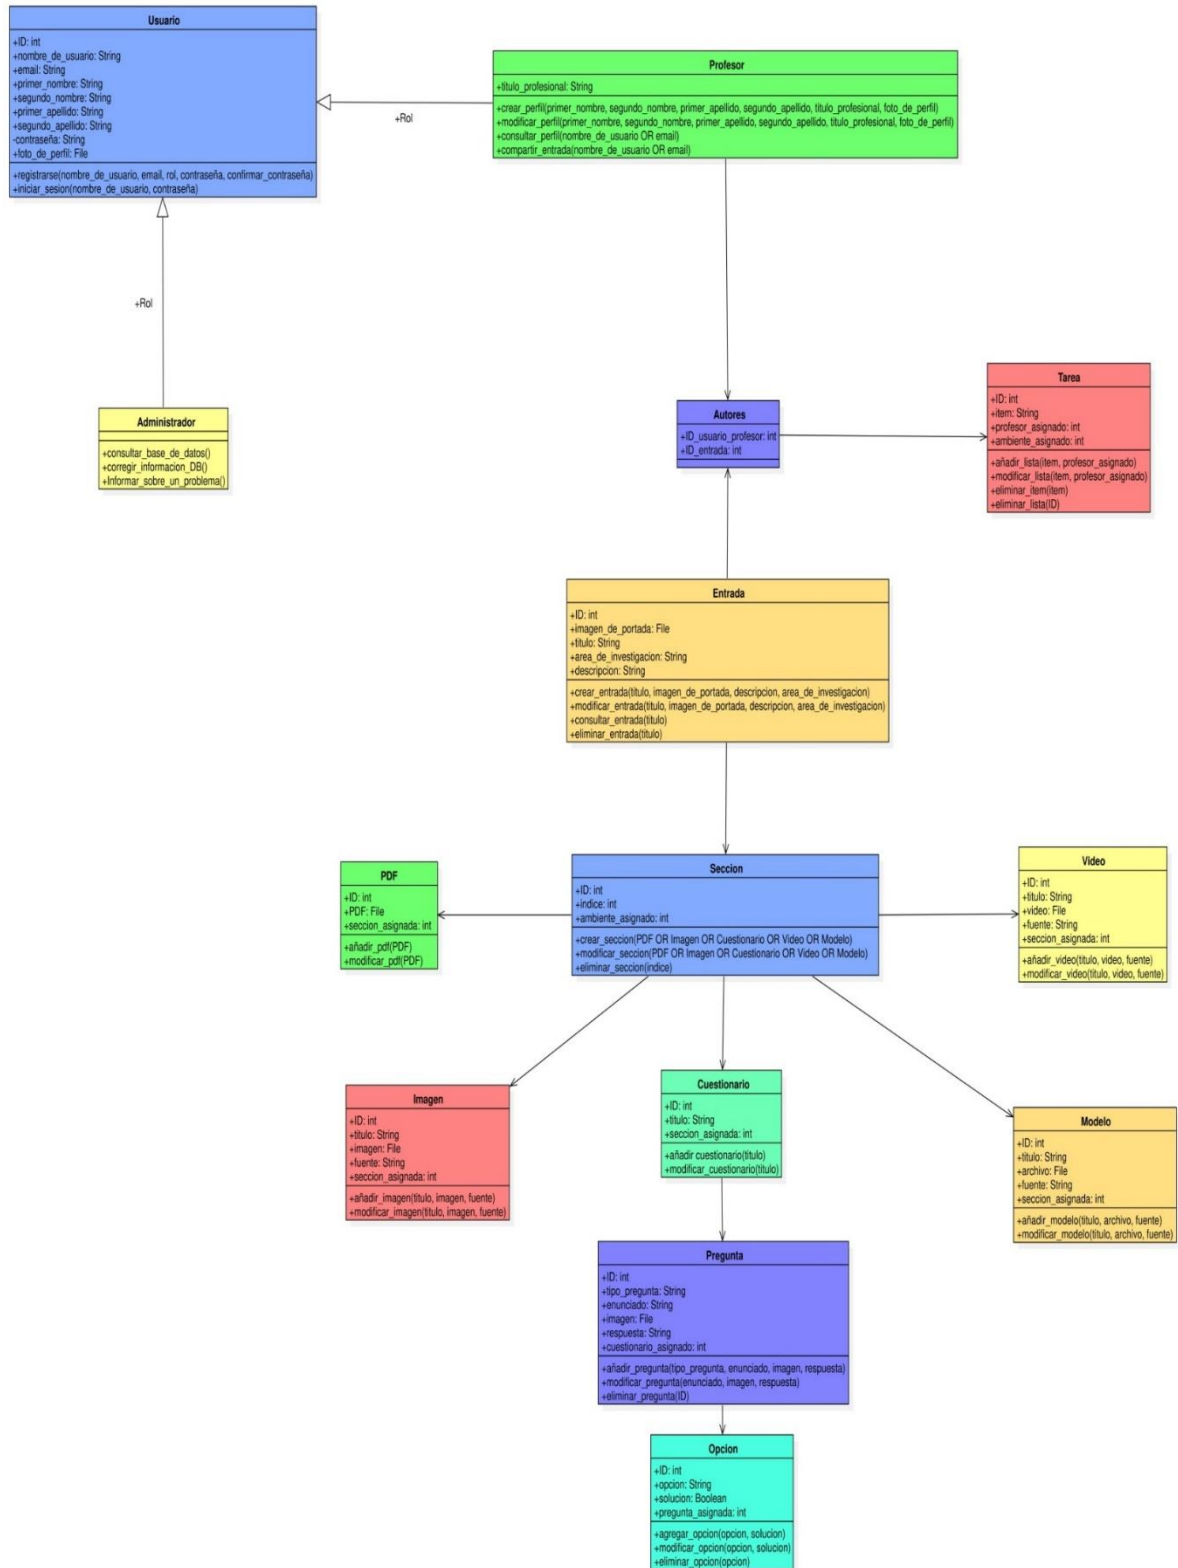 Usuario
+ID: int
+nombre_de_usuario: String
+email: String
+primer_nombre: String
+segundo_nombre: String
+primer_apellido: String
+segundo_apellido: String
-contraseña: String
+foto_de_perfil: File
+registrarse(nombre_de_usuario, email, rol, contraseña, confirmar_contraseña)
+iniciar_sesion(nombre_de_usuario, contraseña)
Profesor
+titulo_profesional: String
+crear_perfil(primer_nombre, segundo_nombre, primer_apellido, segundo_apellido, titulo_profesional, foto_de_perfil)
+modificar_perfil(primer_nombre, segundo_nombre, primer_apellido, segundo_apellido, titulo_profesional, foto_de_perfil)
+consultar_perfil(nombre_de_usuario OR email)
+compartir_entrada(nombre_de_usuario OR email)
+Rol
+Rol
Administrador
+consultar_base_de_datos()
+corregir_informacion_DB()
+Informar_sobre_un_problema()
Autores
+ID_usuario_profesor: int
+ID_entrada: int
Tarea
+ID: int
+item: String
+profesor_asignado: int
+ambiente_asignado: int
+añadir_lista(item, profesor_asignado)
+modificar_lista(item, profesor_asignado)
+eliminar_item(item)
+eliminar_lista(ID)
Entrada
+ID: int
+imagen_de_portada: File
+titulo: String
+area_de_investigacion: String
+descripcion: String
+crear_entrada(titulo, imagen_de_portada, descripcion, area_de_investigacion)
+modificar_entrada(titulo, imagen_de_portada, descripcion, area_de_investigacion)
+consultar_entrada(titulo)
+eliminar_entrada(titulo)
PDF
+ID: int
+PDF: File
+seccion_asignada: int
+añadir_pdf(PDF)
+modificar_pdf(PDF)
Seccion
+ID: int
+indice: int
+ambiente_asignado: int
+crear_seccion(PDF OR Imagen OR Cuestionario OR Video OR Modelo)
+modificar_seccion(PDF OR Imagen OR Cuestionario OR Video OR Modelo)
+eliminar_seccion(indice)
Video
+ID: int
+titulo: String
+video: File
+fuente: String
+seccion_asignada: int
+añadir_video(titulo, video, fuente)
+modificar_video(titulo, video, fuente)
Imagen
+ID: int
+titulo: String
+imagen: File
+fuente: String
+seccion_asignada: int
+añadir_imagen(titulo, imagen, fuente)
+modificar_imagen(titulo, imagen, fuente)
Cuestionario
+ID: int
+titulo: String
+seccion_asignada: int
+añadir cuestionario(titulo)
+modificar_cuestionario(titulo)
Modelo
+ID: int
+titulo: String
+archivo: File
+fuente: String
+seccion_asignada: int
+añadir_modelo(titulo, archivo, fuente)
+modificar_modelo(titulo, archivo, fuente)
Pregunta
+ID: int
+tipo_pregunta: String
+enunciado: String
+imagen: File
+respuesta: String
+cuestionario_asignado: int
+añadir_pregunta(tipo_pregunta, enunciado, imagen, respuesta)
+modificar_pregunta(enunciado, imagen, respuesta)
+eliminar_pregunta(ID)
Opcion
+ID: int
+opcion: String
+solucion: Boolean
+pregunta_asignada: int
+agregar_opcion(opcion, solucion)
+modificar_opcion(opcion, solucion)
+eliminar_opcion(opcion)